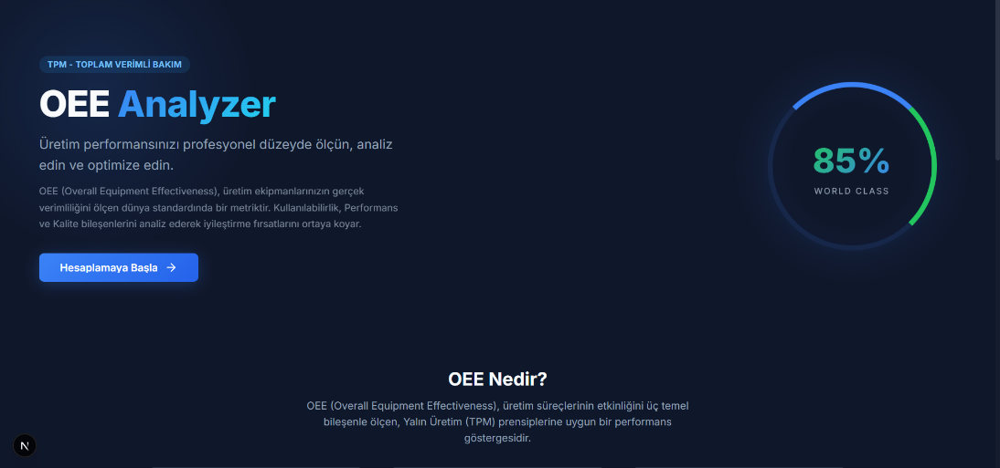 TPM - TOPLAM VERİMLİ BAKIM
OEE Analyzer
Üretim performansınızı profesyonel düzeyde ölçün, analiz
edin ve optimize edin.
OEE (Overall Equipment Effectiveness), üretim ekipmanlarınızın gerçek
verimliliğini ölçen dünya standardında bir metriktir. Kullanılabilirlik, Performans
ve Kalite bileşenlerini analiz ederek iyileştirme fırsatlarını ortaya koyar.
Hesaplamaya Başla
85%
WORLD CLASS
OEE Nedir?
OEE (Overall Equipment Effectiveness), üretim süreçlerinin etkinliğini üç temel
bileşenle ölçen, Yalın Üretim (TPM) prensiplerine uygun bir performans
göstergesidir.
N